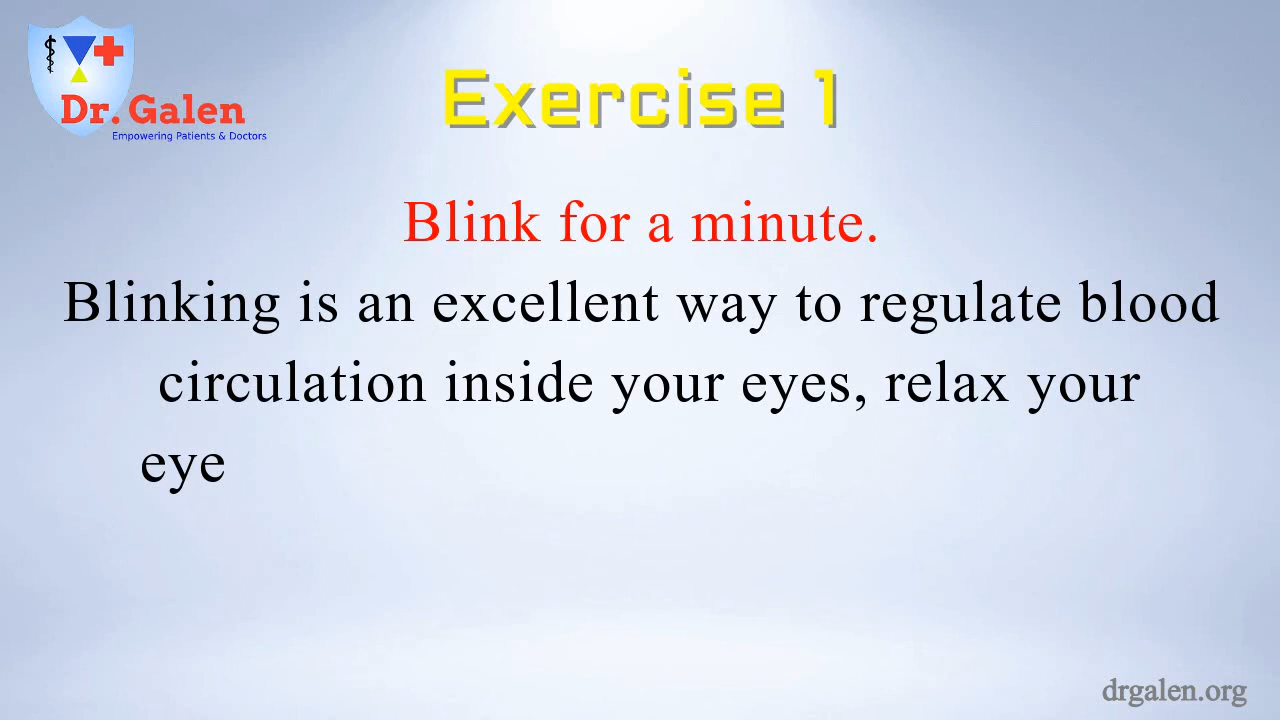 Dr. Galen
Empowering Patients & Doctors
Exercise 1
Blink for a minute.
Blinking is an excellent way to regulate blood
circulation inside your eyes, relax your
eye
drgalen.org